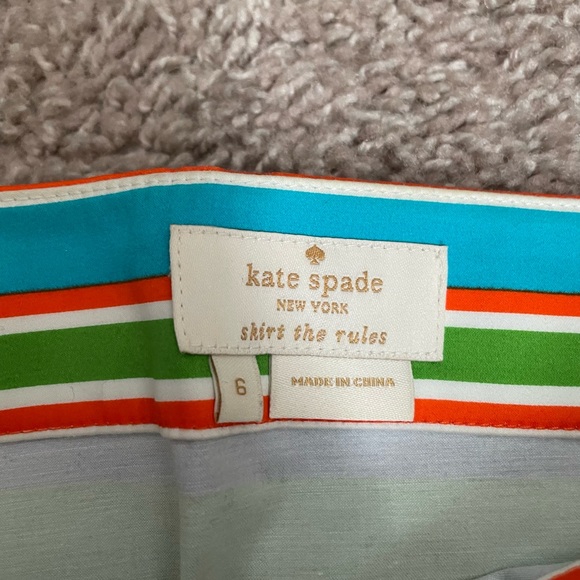 kate spade
NEW YORK
skirt the rules
6
MADE IN CHINA